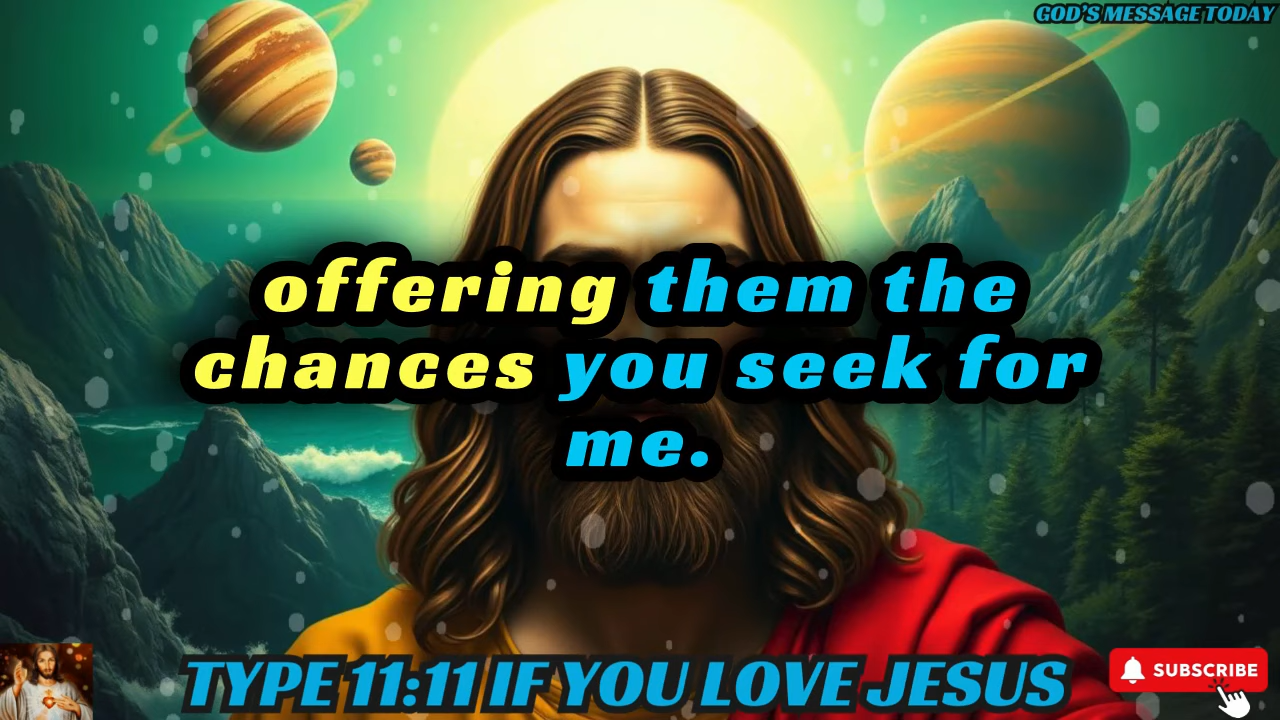 GOD'S MESSAGE TODAY
offering them the
chances you seek for
me.
TYPE 11:11 IF YOU LOVE JESUS
SUBSCRIBE